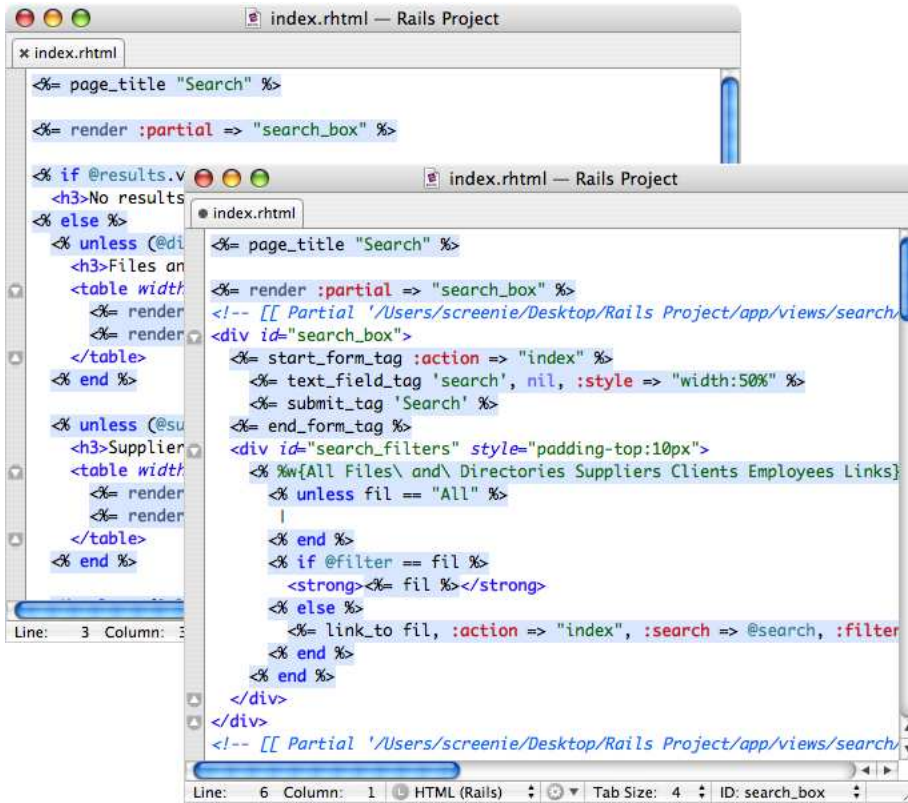 index.rhtml — Rails Project
index.rhtml
<%= page_title "Search" %>
<%= render :partial => "search_box" %>
<% if @results.v
<h3>No results
<% else %>
<% unless (@di
<h3>Files an
<table width
<%= render
<%= render
</table>
<% end %>
<% unless (@su
<h3>Supplier
<table width
<%= render
<%= render
</table>
<% end %>
Line: 3 Column: 3
index.rhtml — Rails Project
index.rhtml
<%= page_title "Search" %>
<%= render :partial => "search_box" %>
<!-- [[ Partial '/Users/screenie/Desktop/Rails Project/app/views/search/
<div id="search_box">
<%= start_form_tag :action => "index" %>
<%= text_field_tag 'search', nil, :style => "width:50%" %>
<%= submit_tag 'Search' %>
<%= end_form_tag %>
<div id="search_filters" style="padding-top:10px">
<% %w{All Files\ and\ Directories Suppliers Clients Employees Links}
<% unless fil == "All" %>
|
<% end %>
<% if @filter == fil %>
<strong><%= fil %></strong>
<% else %>
<%= link_to fil, :action => "index", :search => @search, :filter
<% end %>
<% end %>
</div>
</div>
<!-- [[ Partial '/Users/screenie/Desktop/Rails Project/app/views/search/
Line: 6 Column: 1 HTML (Rails) Tab Size: 4 ID: search_box